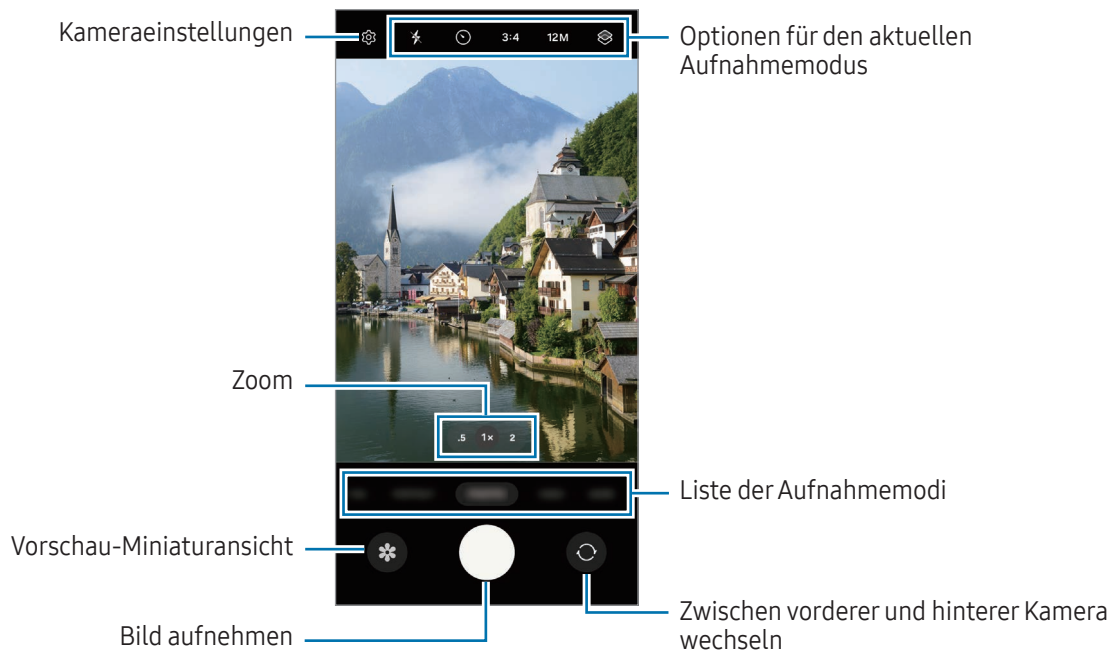 Kameraeinstellungen
3:4 12M
Optionen für den aktuellen
Aufnahmemodus
Zoom
.5 1× 2
Liste der Aufnahmemodi
Vorschau-Miniaturansicht
Bild aufnehmen
Zwischen vorderer und hinterer Kamera
wechseln